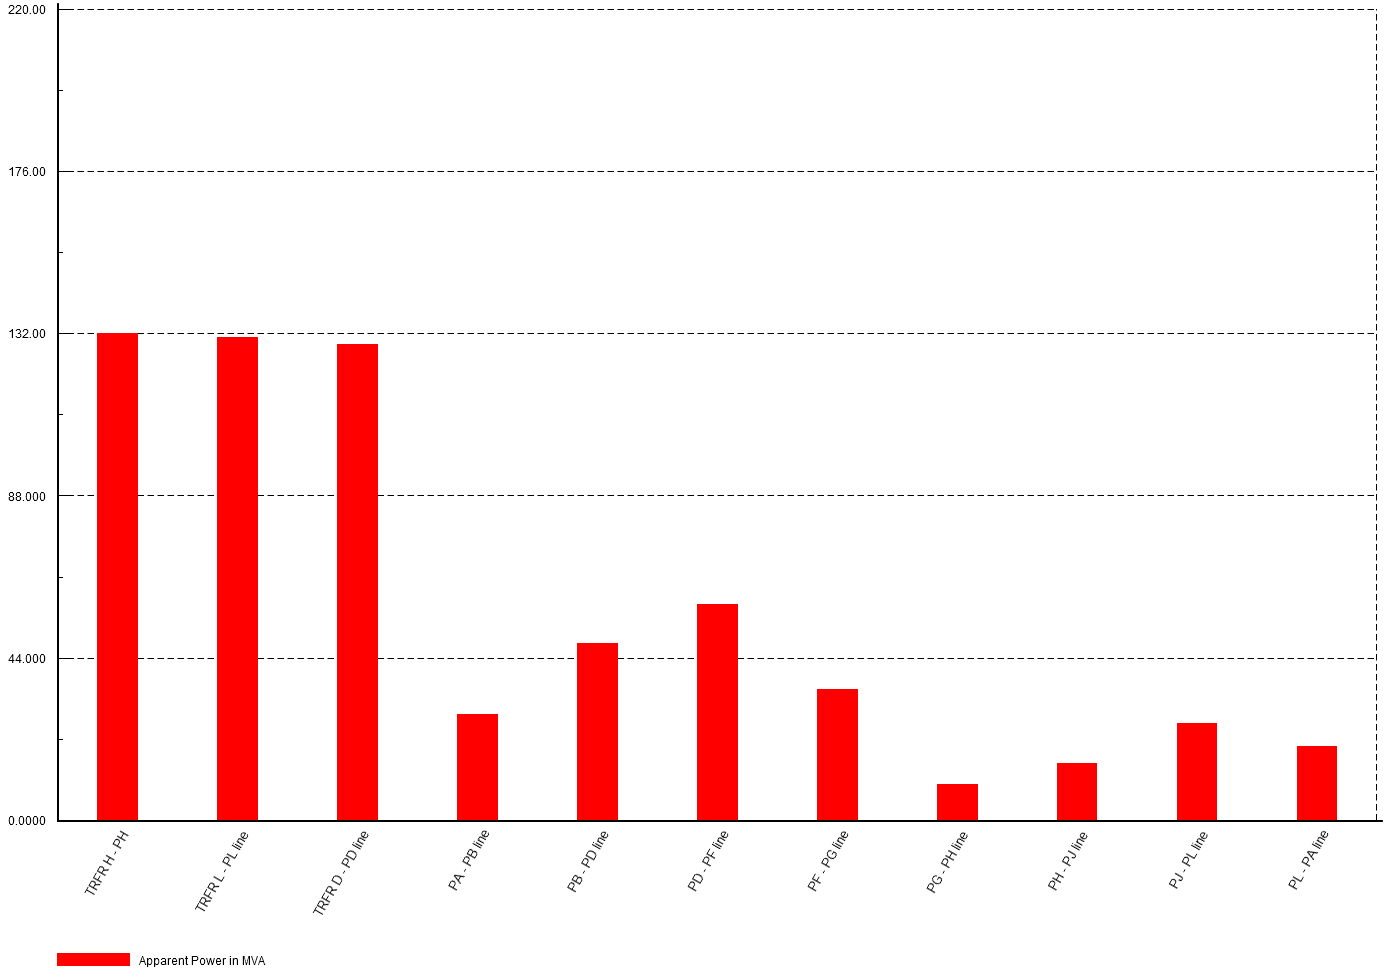 220.00
176.00
132.00
88.000
44.000
0.0000
TRFR H - PH
TRFR L - PL line
TRFR D - PD line
PA - PB line
PB - PD line
PD - PF line
PF - PG line
PG - PH line
PH - PJ line
PJ - PL line
PL - PA line
Apparent Power in MVA